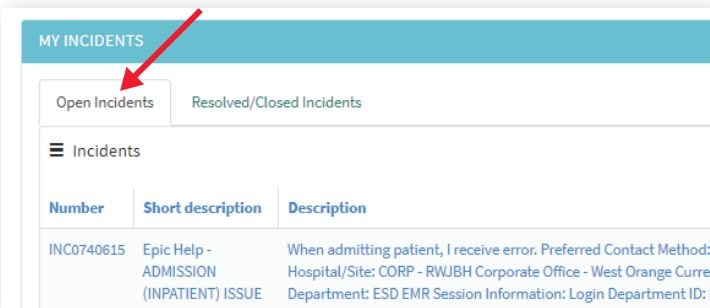 MY INCIDENTS
Open Incidents Resolved/Closed Incidents
Incidents
Number Short description Description
INC0740615 Epic Help - When admitting patient, I receive error. Preferred Contact Method:
ADMISSION Hospital/Site: CORP - RWJBH Corporate Office - West Orange Curre
(INPATIENT) ISSUE Department: ESD EMR Session Information: Login Department ID: